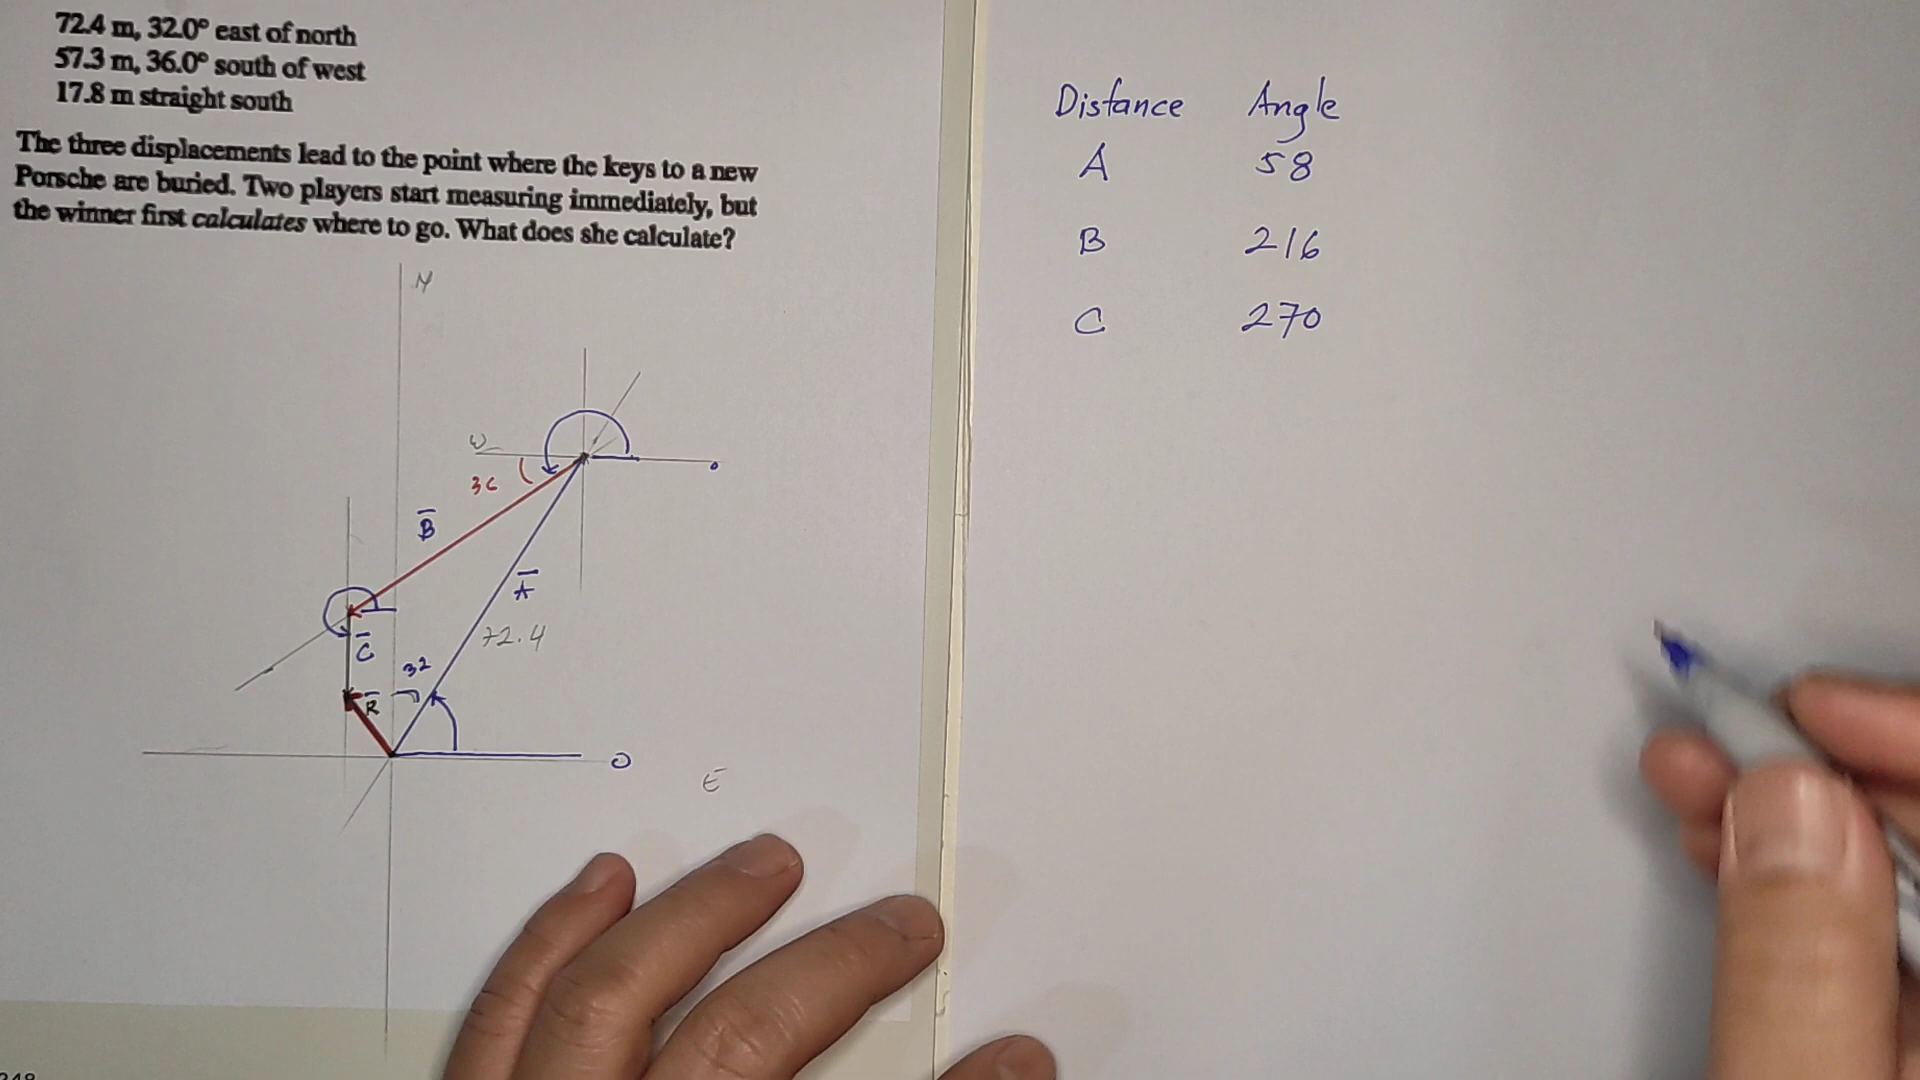 72.4 m, 32.0° east of north
57.3 m, 36.0° south of west
17.8 m straight south
The three displacements lead to the point where the keys to a new
Porsche are buried. Two players start measuring immediately, but
the winner first calculates where to go. What does she calculate?
N
W
36
0
B
A
72.4
C
32
R
0
E
Distance Angle
A 58
B 216
C 270